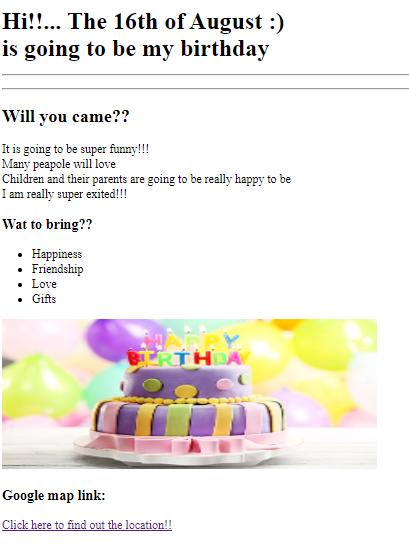 Hi!!... The 16th of August :)
is going to be my birthday
Will you came??
It is going to be super funny!!!
Many peapole will love
Children and their parents are going to be really happy to be
I am really super exited!!!
Wat to bring??
Happiness
Friendship
Love
Gifts
HAPPY
BIRTHDAY
Google map link:
Click here to find out the location!!